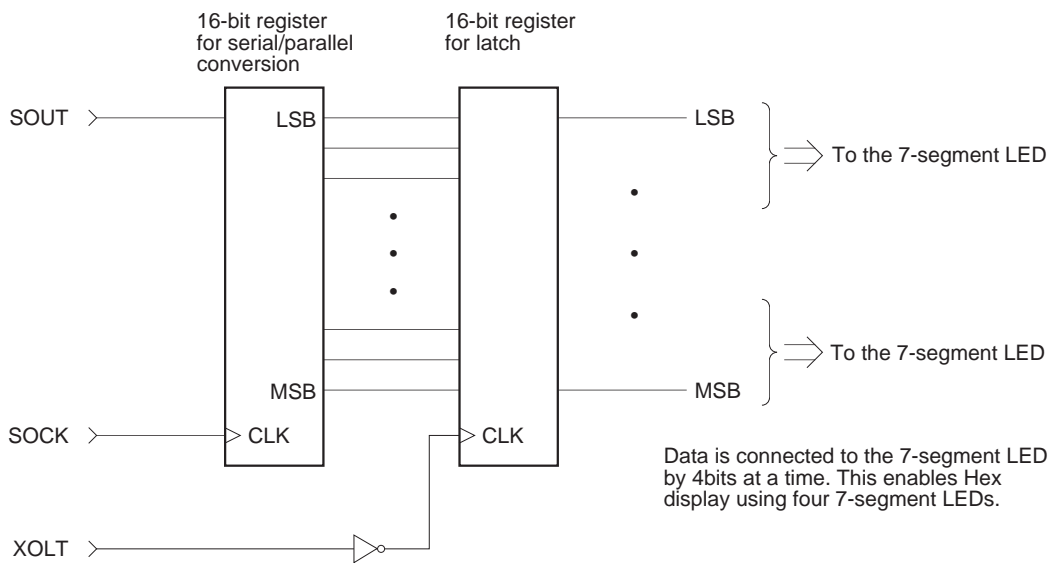 16-bit register
for serial/parallel
conversion
16-bit register
for latch
SOUT
LSB
LSB
To the 7-segment LED
To the 7-segment LED
MSB
MSB
SOCK
CLK
CLK
Data is connected to the 7-segment LED
by 4bits at a time. This enables Hex
display using four 7-segment LEDs.
XOLT